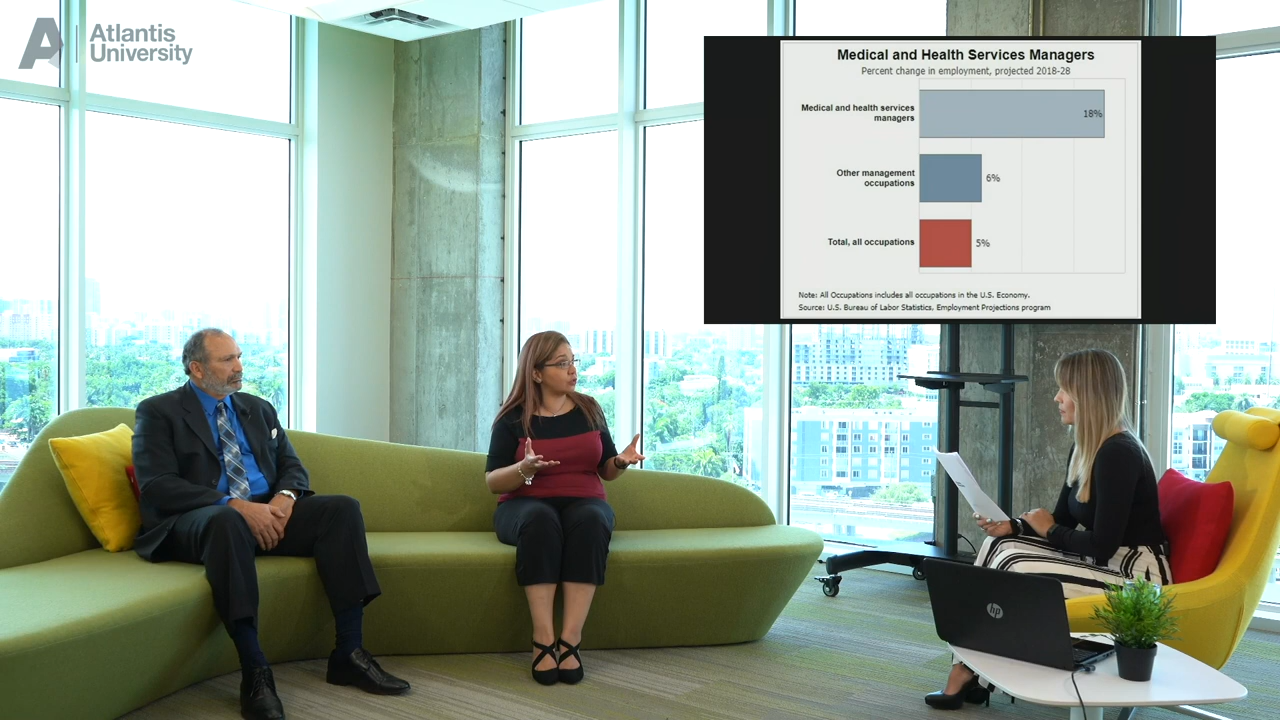 Atlantis
University
Medical and Health Services Managers
Percent change in employment, projected 2018-28
Medical and health services
managers
18%
Other management
occupations
6%
Total, all occupations
5%
Note: All Occupations includes all occupations in the U.S. Economy.
Source: U.S. Bureau of Labor Statistics, Employment Projections program
hp